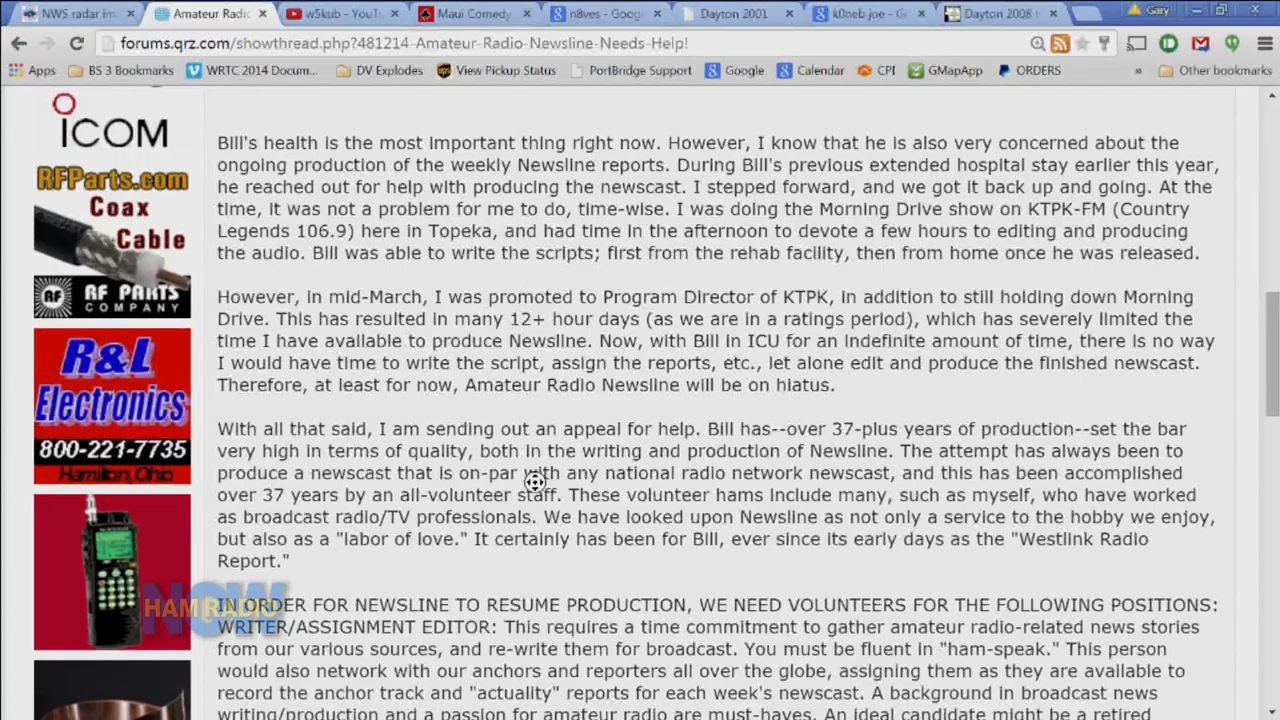 NWS radar im
Amateur Radio
w5kub - YouTu
Maui Comedy
n8ves - Goog
Dayton 2001
k0neb joe - Go
Dayton 2008
Gary
forums.qrz.com/showthread.php?481214-Amateur-Radio-Newsline-Needs-Help!
Apps
BS 3 Bookmarks
WRTC 2014 Docum...
DV Explodes
View Pickup Status
PortBridge Support
Google
Calendar
CPI
GMapApp
ORDERS
»
Other bookmarks
ICOM
RFParts.com
Coax
Cable
RF
RF PARTS
COMPANY
R&L
Electronics
800-221-7735
Hamilton, Ohio
Bill's health is the most important thing right now. However, I know that he is also very concerned about the
ongoing production of the weekly Newsline reports. During Bill's previous extended hospital stay earlier this year,
he reached out for help with producing the newscast. I stepped forward, and we got it back up and going. At the
time, it was not a problem for me to do, time-wise. I was doing the Morning Drive show on KTPK-FM (Country
Legends 106.9) here in Topeka, and had time in the afternoon to devote a few hours to editing and producing
the audio. Bill was able to write the scripts; first from the rehab facility, then from home once he was released.
However, in mid-March, I was promoted to Program Director of KTPK, in addition to still holding down Morning
Drive. This has resulted in many 12+ hour days (as we are in a ratings period), which has severely limited the
time I have available to produce Newsline. Now, with Bill in ICU for an indefinite amount of time, there is no way
I would have time to write the script, assign the reports, etc., let alone edit and produce the finished newscast.
Therefore, at least for now, Amateur Radio Newsline will be on hiatus.
With all that said, I am sending out an appeal for help. Bill has--over 37-plus years of production--set the bar
very high in terms of quality, both in the writing and production of Newsline. The attempt has always been to
produce a newscast that is on-par with any national radio network newscast, and this has been accomplished
over 37 years by an all-volunteer staff. These volunteer hams include many, such as myself, who have worked
as broadcast radio/TV professionals. We have looked upon Newsline as not only a service to the hobby we enjoy,
but also as a "labor of love." It certainly has been for Bill, ever since its early days as the "Westlink Radio
Report."
IN ORDER FOR NEWSLINE TO RESUME PRODUCTION, WE NEED VOLUNTEERS FOR THE FOLLOWING POSITIONS:
WRITER/ASSIGNMENT EDITOR: This requires a time commitment to gather amateur radio-related news stories
from our various sources, and re-write them for broadcast. You must be fluent in "ham-speak." This person
would also network with our anchors and reporters all over the globe, assigning them as they are available to
record the anchor track and "actuality" reports for each week's newscast. A background in broadcast news
writing/production and a passion for amateur radio are must-haves. An ideal candidate might be a retired
HAM RADIO
NOW